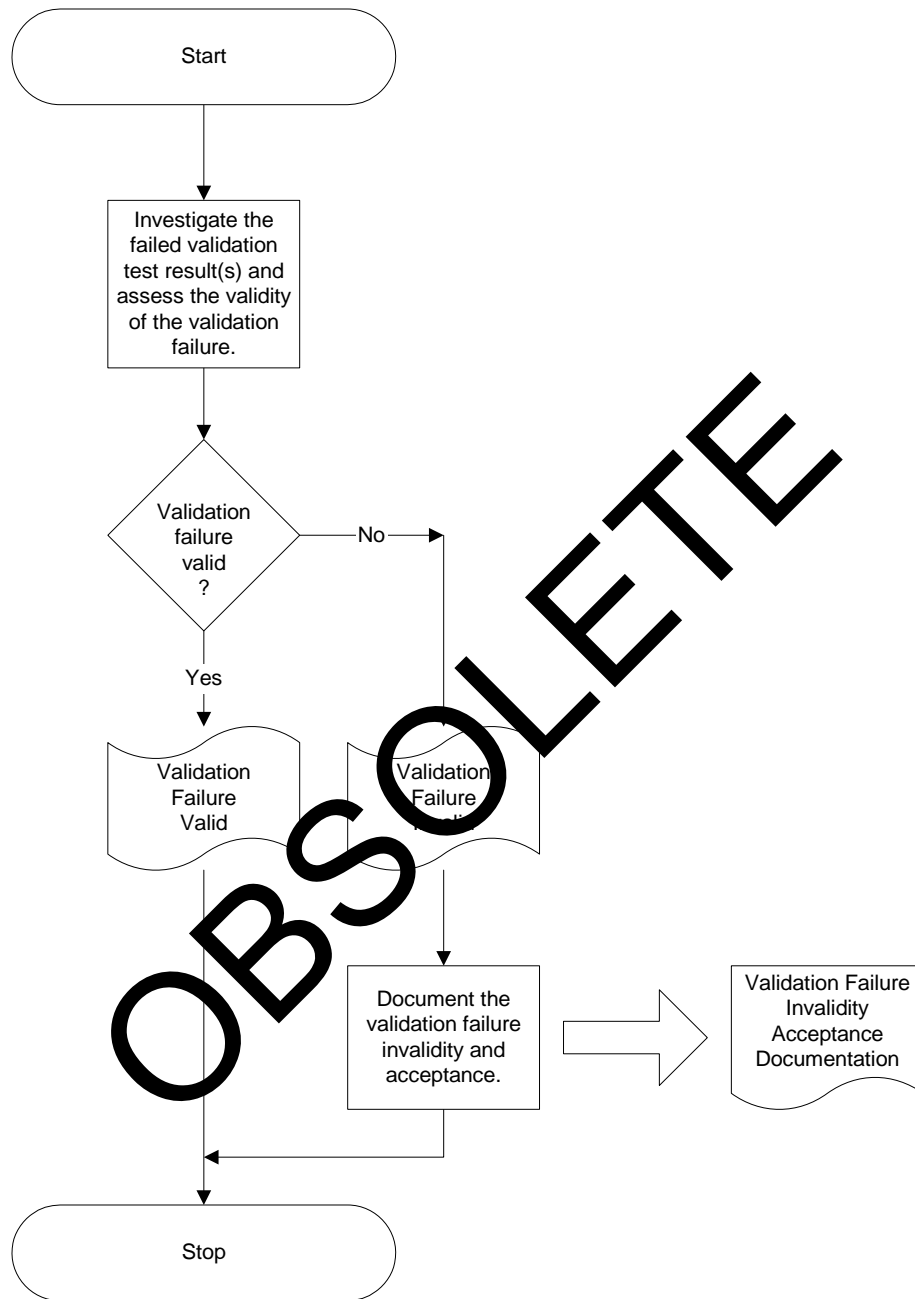 Start
Investigate the
failed validation
test result(s) and
assess the validity
of the validation
failure.
Validation
failure
valid
?
No
Yes
Validation
Failure
Valid
Validation
Failure
Document the
validation failure
invalidity and
acceptance.
Validation Failure
Invalidity
Acceptance
Documentation
Stop
OBSOLETE